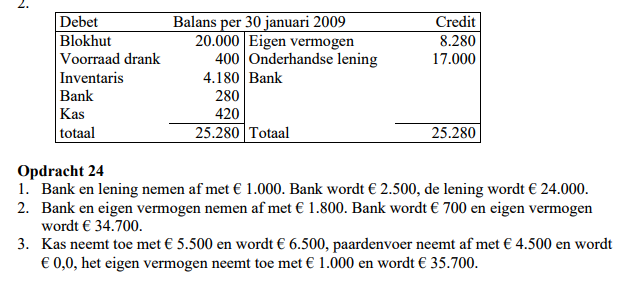 2.
Debet Balans per 30 januari 2009 Credit
Blokhut 20.000 Eigen vermogen 8.280
Voorraad drank 400 Onderhandse lening 17.000
Inventaris 4.180 Bank
Bank 280
Kas 420
totaal 25.280 Totaal 25.280
Opdracht 24
1. Bank en lening nemen af met € 1.000. Bank wordt € 2.500, de lening wordt € 24.000.
2. Bank en eigen vermogen nemen af met € 1.800. Bank wordt € 700 en eigen vermogen
wordt € 34.700.
3. Kas neemt toe met € 5.500 en wordt € 6.500, paardenvoer neemt af met € 4.500 en wordt
€ 0,0, het eigen vermogen neemt toe met € 1.000 en wordt € 35.700.